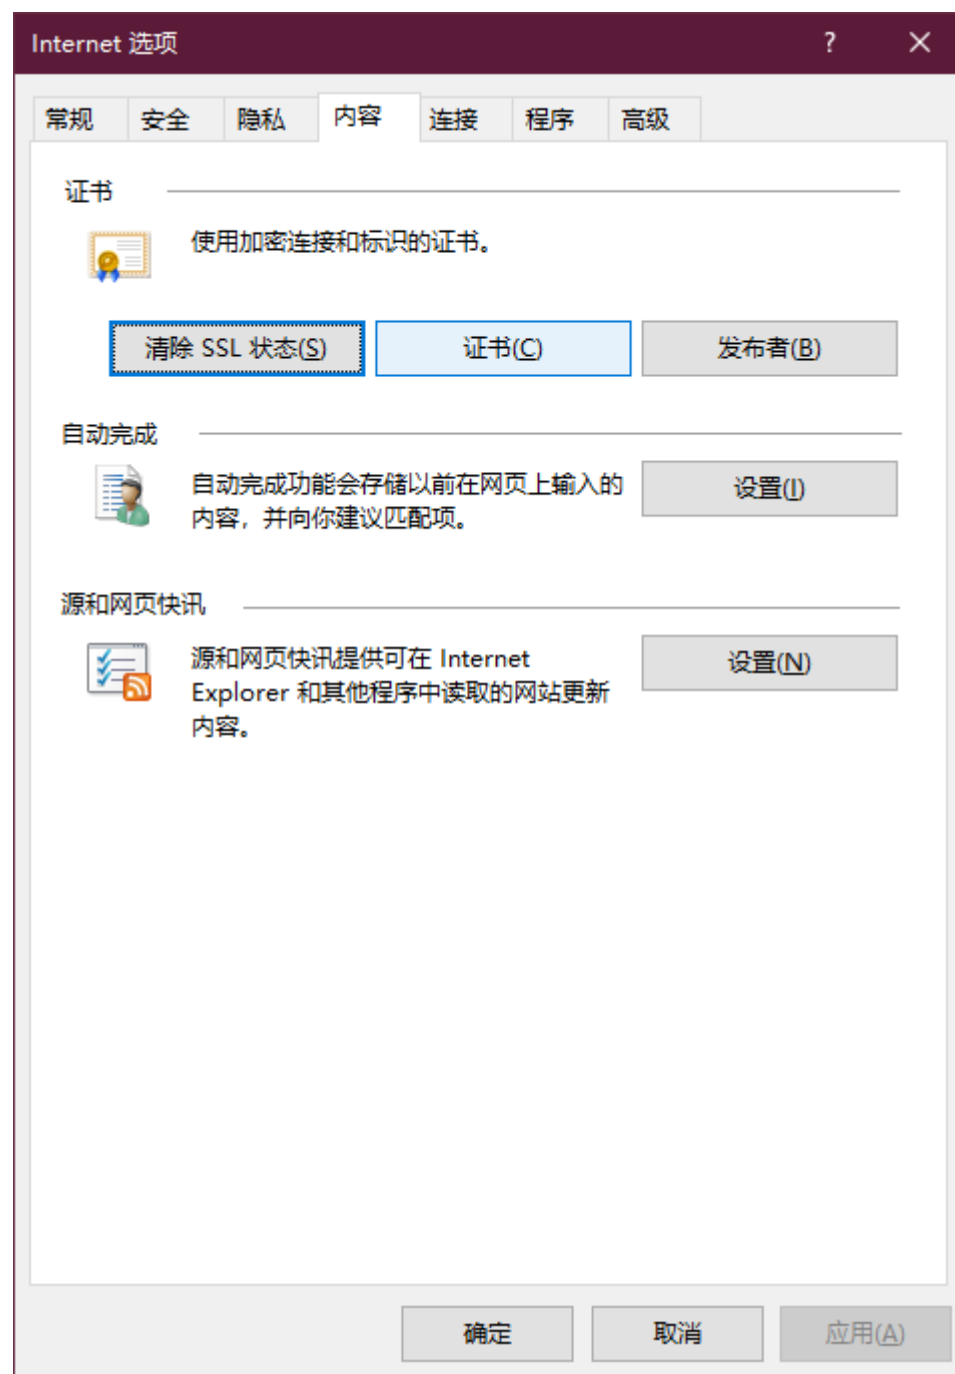 Internet 选项
?
常规 安全 隐私 内容 连接 程序 高级
证书
使用加密连接和标识的证书。
清除 SSL 状态(S) 证书(C) 发布者(B)
自动完成
自动完成功能会存储以前在网页上输入的
内容，并向你建议匹配项。
设置(I)
源和网页快讯
源和网页快讯提供可在 Internet
Explorer 和其他程序中读取的网站更新
内容。
设置(N)
确定 取消 应用(A)